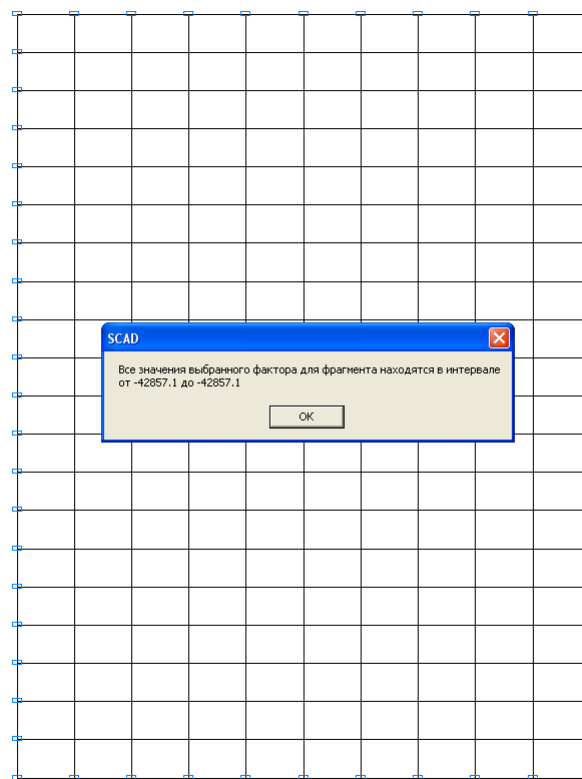 SCAD
Все значения выбранного фактора для фрагмента находятся в интервале
от -42857.1 до -42857.1
OK